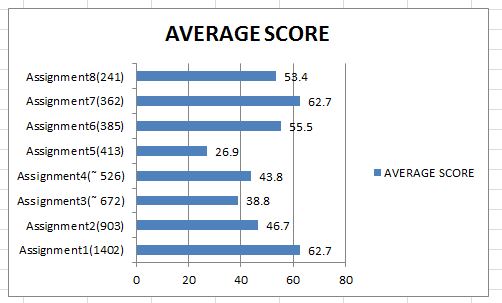 AVERAGE SCORE
Assignment8(241) 53.4
Assignment7(362) 62.7
Assignment6(385) 55.5
Assignment5(413) 26.9
Assignment4(~ 526) 43.8
Assignment3(~ 672) 38.8
Assignment2(903) 46.7
Assignment1(1402) 62.7
0 20 40 60 80
AVERAGE SCORE